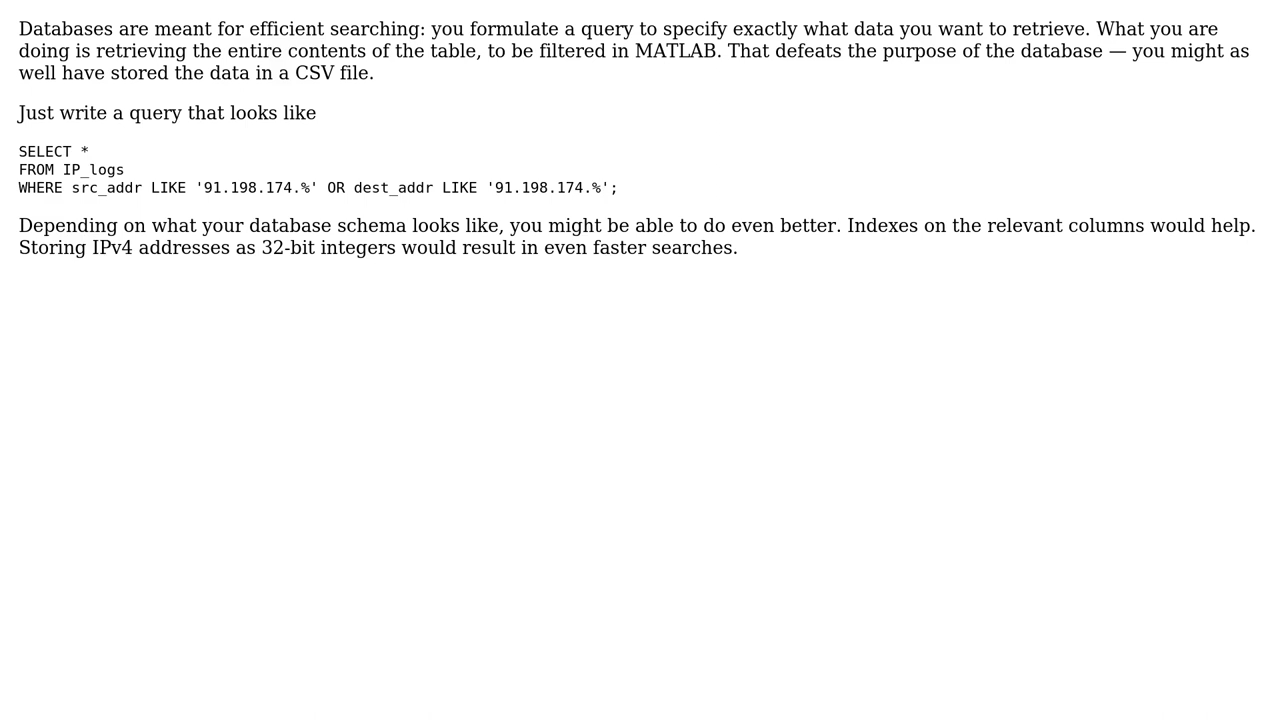 Databases are meant for efficient searching: you formulate a query to specify exactly what data you want to retrieve. What you are
doing is retrieving the entire contents of the table, to be filtered in MATLAB. That defeats the purpose of the database — you might as
well have stored the data in a CSV file.
Just write a query that looks like
SELECT *
FROM IP_logs
WHERE src_addr LIKE '91.198.174.%' OR dest_addr LIKE '91.198.174.%';
Depending on what your database schema looks like, you might be able to do even better. Indexes on the relevant columns would help.
Storing IPv4 addresses as 32-bit integers would result in even faster searches.